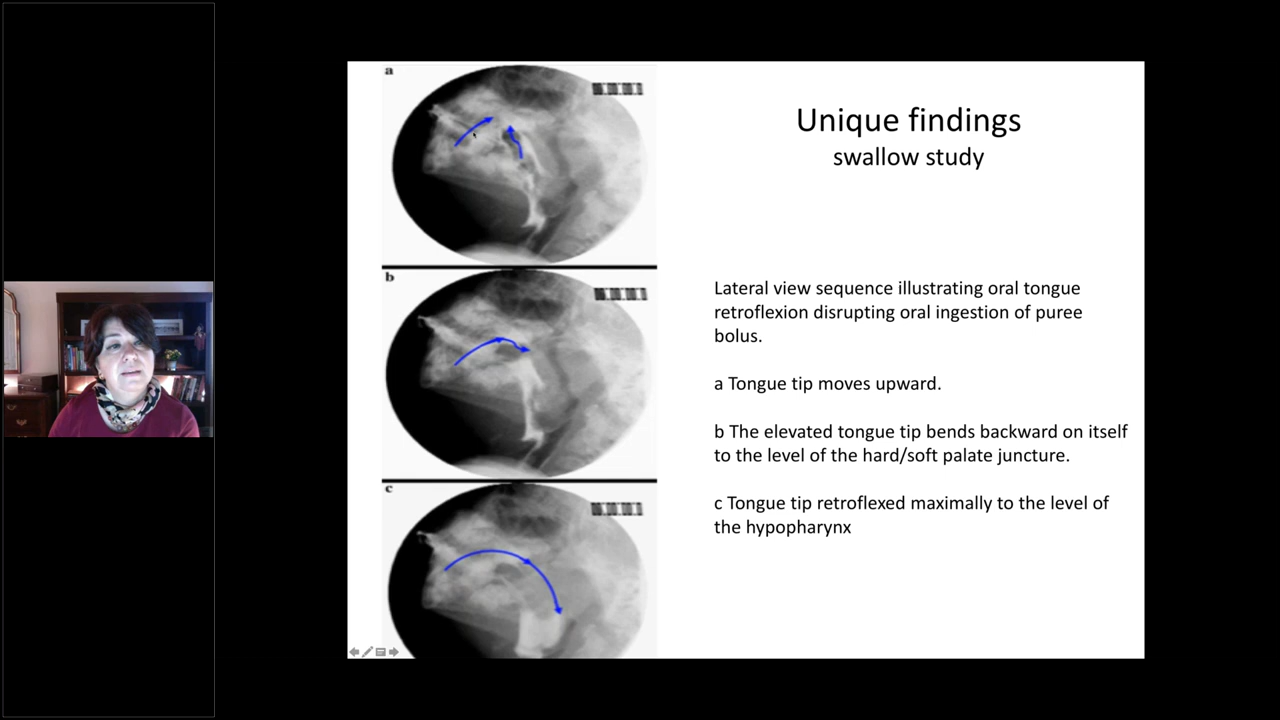 a
Unique findings
swallow study
b
Lateral view sequence illustrating oral tongue
retroflexion disrupting oral ingestion of puree
bolus.
a Tongue tip moves upward.
b The elevated tongue tip bends backward on itself
to the level of the hard/soft palate juncture.
c
c Tongue tip retroflexed maximally to the level of
the hypopharynx